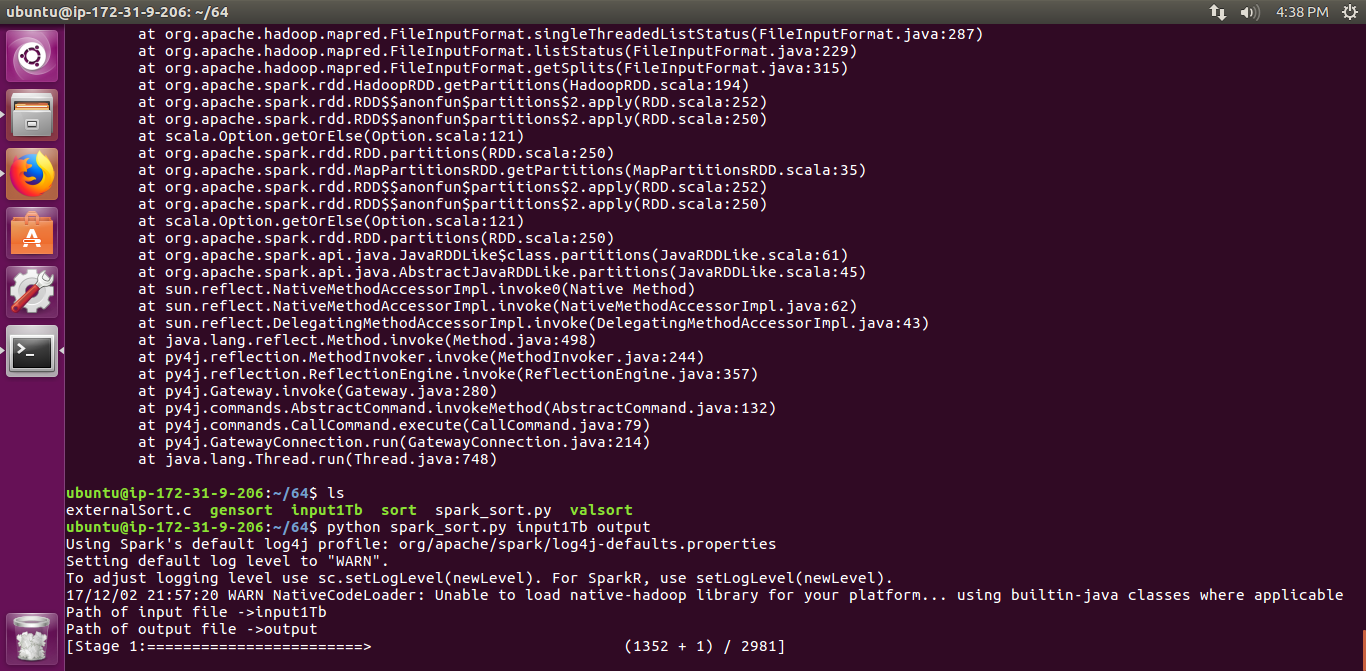 ubuntu@ip-172-31-9-206: ~/64 4:38 PM
at org.apache.hadoop.mapred.FileInputFormat.singleThreadedListStatus(FileInputFormat.java:287)
at org.apache.hadoop.mapred.FileInputFormat.listStatus(FileInputFormat.java:229)
at org.apache.hadoop.mapred.FileInputFormat.getSplits(FileInputFormat.java:315)
at org.apache.spark.rdd.HadoopRDD.getPartitions(HadoopRDD.scala:194)
at org.apache.spark.rdd.RDD$$anonfun$partitions$2.apply(RDD.scala:252)
at org.apache.spark.rdd.RDD$$anonfun$partitions$2.apply(RDD.scala:250)
at scala.Option.getOrElse(Option.scala:121)
at org.apache.spark.rdd.RDD.partitions(RDD.scala:250)
at org.apache.spark.rdd.MapPartitionsRDD.getPartitions(MapPartitionsRDD.scala:35)
at org.apache.spark.rdd.RDD$$anonfun$partitions$2.apply(RDD.scala:252)
at org.apache.spark.rdd.RDD$$anonfun$partitions$2.apply(RDD.scala:250)
at scala.Option.getOrElse(Option.scala:121)
at org.apache.spark.rdd.RDD.partitions(RDD.scala:250)
at org.apache.spark.api.java.JavaRDDLike$class.partitions(JavaRDDLike.scala:61)
at org.apache.spark.api.java.AbstractJavaRDDLike.partitions(JavaRDDLike.scala:45)
at sun.reflect.NativeMethodAccessorImpl.invoke0(Native Method)
at sun.reflect.NativeMethodAccessorImpl.invoke(NativeMethodAccessorImpl.java:62)
at sun.reflect.DelegatingMethodAccessorImpl.invoke(DelegatingMethodAccessorImpl.java:43)
at java.lang.reflect.Method.invoke(Method.java:498)
at py4j.reflection.MethodInvoker.invoke(MethodInvoker.java:244)
at py4j.reflection.ReflectionEngine.invoke(ReflectionEngine.java:357)
at py4j.Gateway.invoke(Gateway.java:280)
at py4j.commands.AbstractCommand.invokeMethod(AbstractCommand.java:132)
at py4j.commands.CallCommand.execute(CallCommand.java:79)
at py4j.GatewayConnection.run(GatewayConnection.java:214)
at java.lang.Thread.run(Thread.java:748)
ubuntu@ip-172-31-9-206:~/64$ ls
externalSort.c gensort input1Tb sort spark_sort.py valsort
ubuntu@ip-172-31-9-206:~/64$ python spark_sort.py input1Tb output
Using Spark's default log4j profile: org/apache/spark/log4j-defaults.properties
Setting default log level to "WARN".
To adjust logging level use sc.setLogLevel(newLevel). For SparkR, use setLogLevel(newLevel).
17/12/02 21:57:20 WARN NativeCodeLoader: Unable to load native-hadoop library for your platform... using builtin-java classes where applicable
Path of input file ->input1Tb
Path of output file ->output
[Stage 1:========================> (1352 + 1) / 2981]